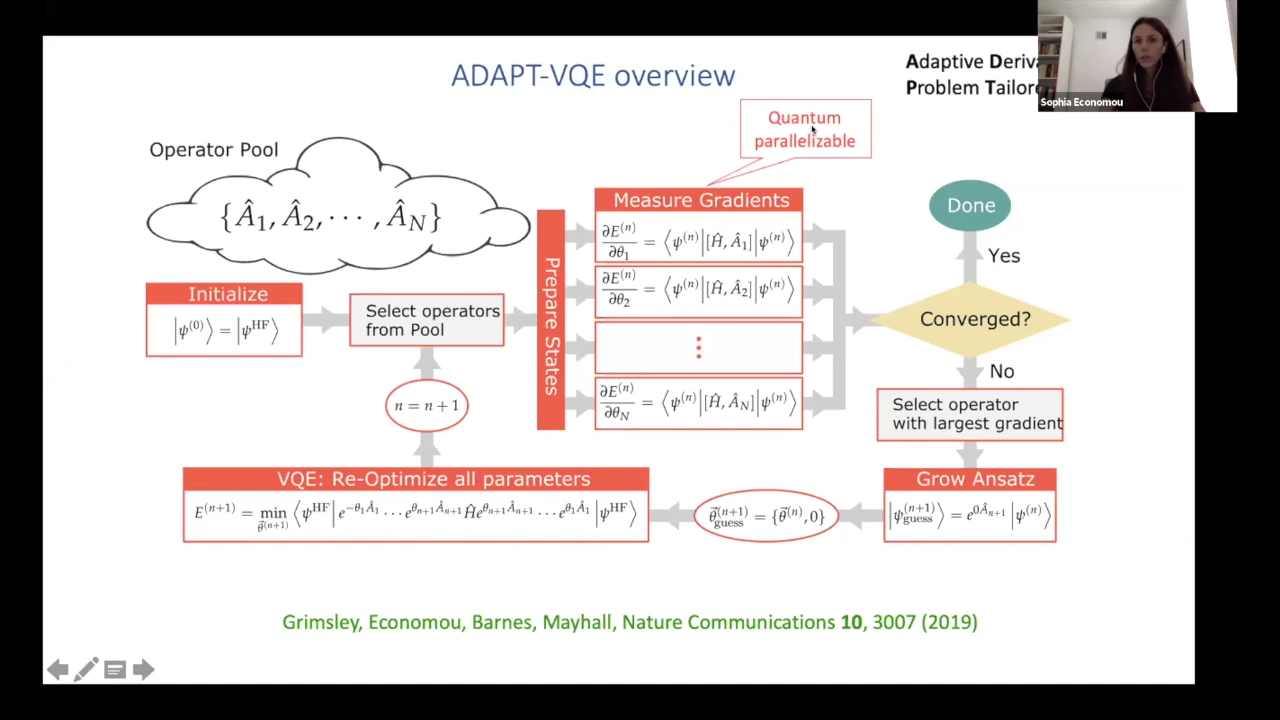 ADAPT-VQE overview
Adaptive Deriva
Problem Tailor
Sophia Economou
Quantum
parallelizable
Operator Pool
{Â₁, Â₂, ⋯ , Â_N}
Initialize
|ψ⁽⁰⁾⟩ = |ψ^HF⟩
Select operators
from Pool
n = n + 1
Prepare States
Measure Gradients
∂E⁽ⁿ⁾/∂θ₁ = ⟨ψ⁽ⁿ⁾|[Ĥ, Â₁]|ψ⁽ⁿ⁾⟩
∂E⁽ⁿ⁾/∂θ₂ = ⟨ψ⁽ⁿ⁾|[Ĥ, Â₂]|ψ⁽ⁿ⁾⟩
⋮
∂E⁽ⁿ⁾/∂θ_N = ⟨ψ⁽ⁿ⁾|[Ĥ, Â_N]|ψ⁽ⁿ⁾⟩
Done
Yes
Converged?
No
Select operator
with largest gradient
Grow Ansatz
|ψ_guess^(n+1)⟩ = e^{0Â_{n+1}} |ψ⁽ⁿ⁾⟩
θ⃗_guess^(n+1) = {θ⃗⁽ⁿ⁾, 0}
VQE: Re-Optimize all parameters
E^(n+1) = min_{θ⃗^(n+1)} ⟨ψ^HF| e^{−θ₁Â₁} ⋯ e^{θ_{n+1}Â_{n+1}} Ĥ e^{θ_{n+1}Â_{n+1}} ⋯ e^{θ₁Â₁} |ψ^HF⟩
Grimsley, Economou, Barnes, Mayhall, Nature Communications 10, 3007 (2019)